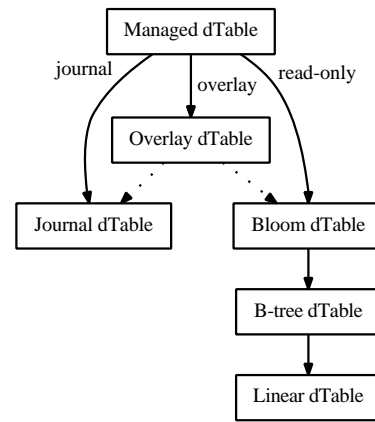 Managed dTable
journal
overlay
read-only
Overlay dTable
Journal dTable
Bloom dTable
B-tree dTable
Linear dTable